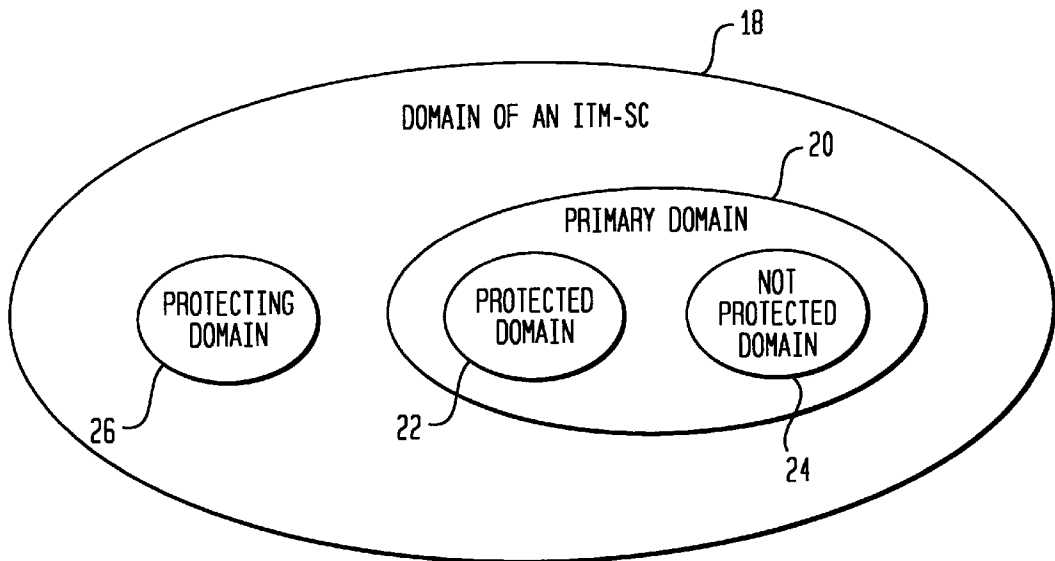 18
DOMAIN OF AN ITM-SC
20
PRIMARY DOMAIN
PROTECTING
DOMAIN
PROTECTED
DOMAIN
NOT
PROTECTED
DOMAIN
26
22
24